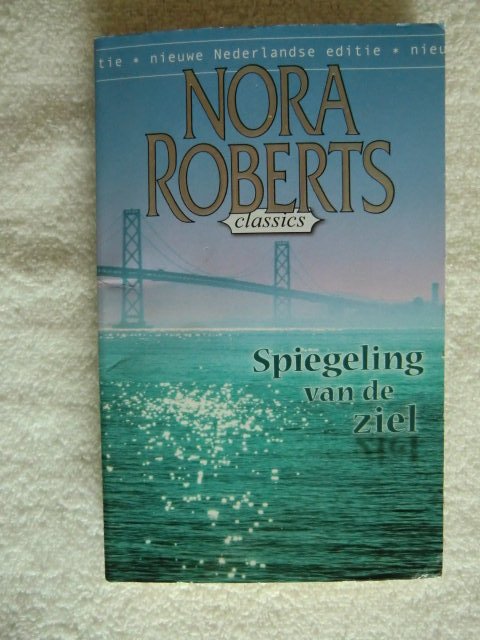 tie * nieuwe Nederlandse editie * nieu
NORA
ROBERTS
classics
Spiegeling
van de
ziel